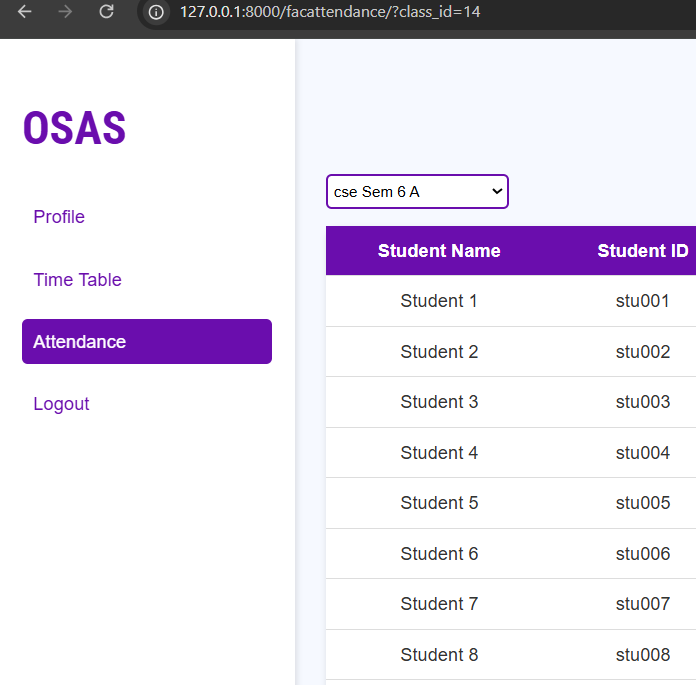 127.0.0.1:8000/facattendance/?class_id=14
OSAS
Profile
Time Table
Attendance
Logout
cse Sem 6 A
Student Name Student ID
Student 1 stu001
Student 2 stu002
Student 3 stu003
Student 4 stu004
Student 5 stu005
Student 6 stu006
Student 7 stu007
Student 8 stu008